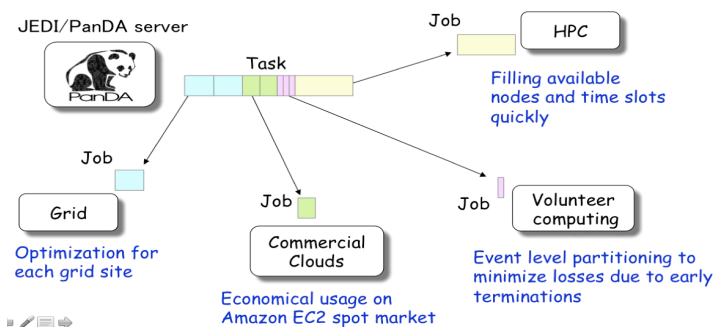 JEDI/PanDA server
PanDA
Task
Job
HPC
Filling available
nodes and time slots
quickly
Job
Grid
Optimization for
each grid site
Job
Commercial
Clouds
Economical usage on
Amazon EC2 spot market
Job
Volunteer
computing
Event level partitioning to
minimize losses due to early
terminations